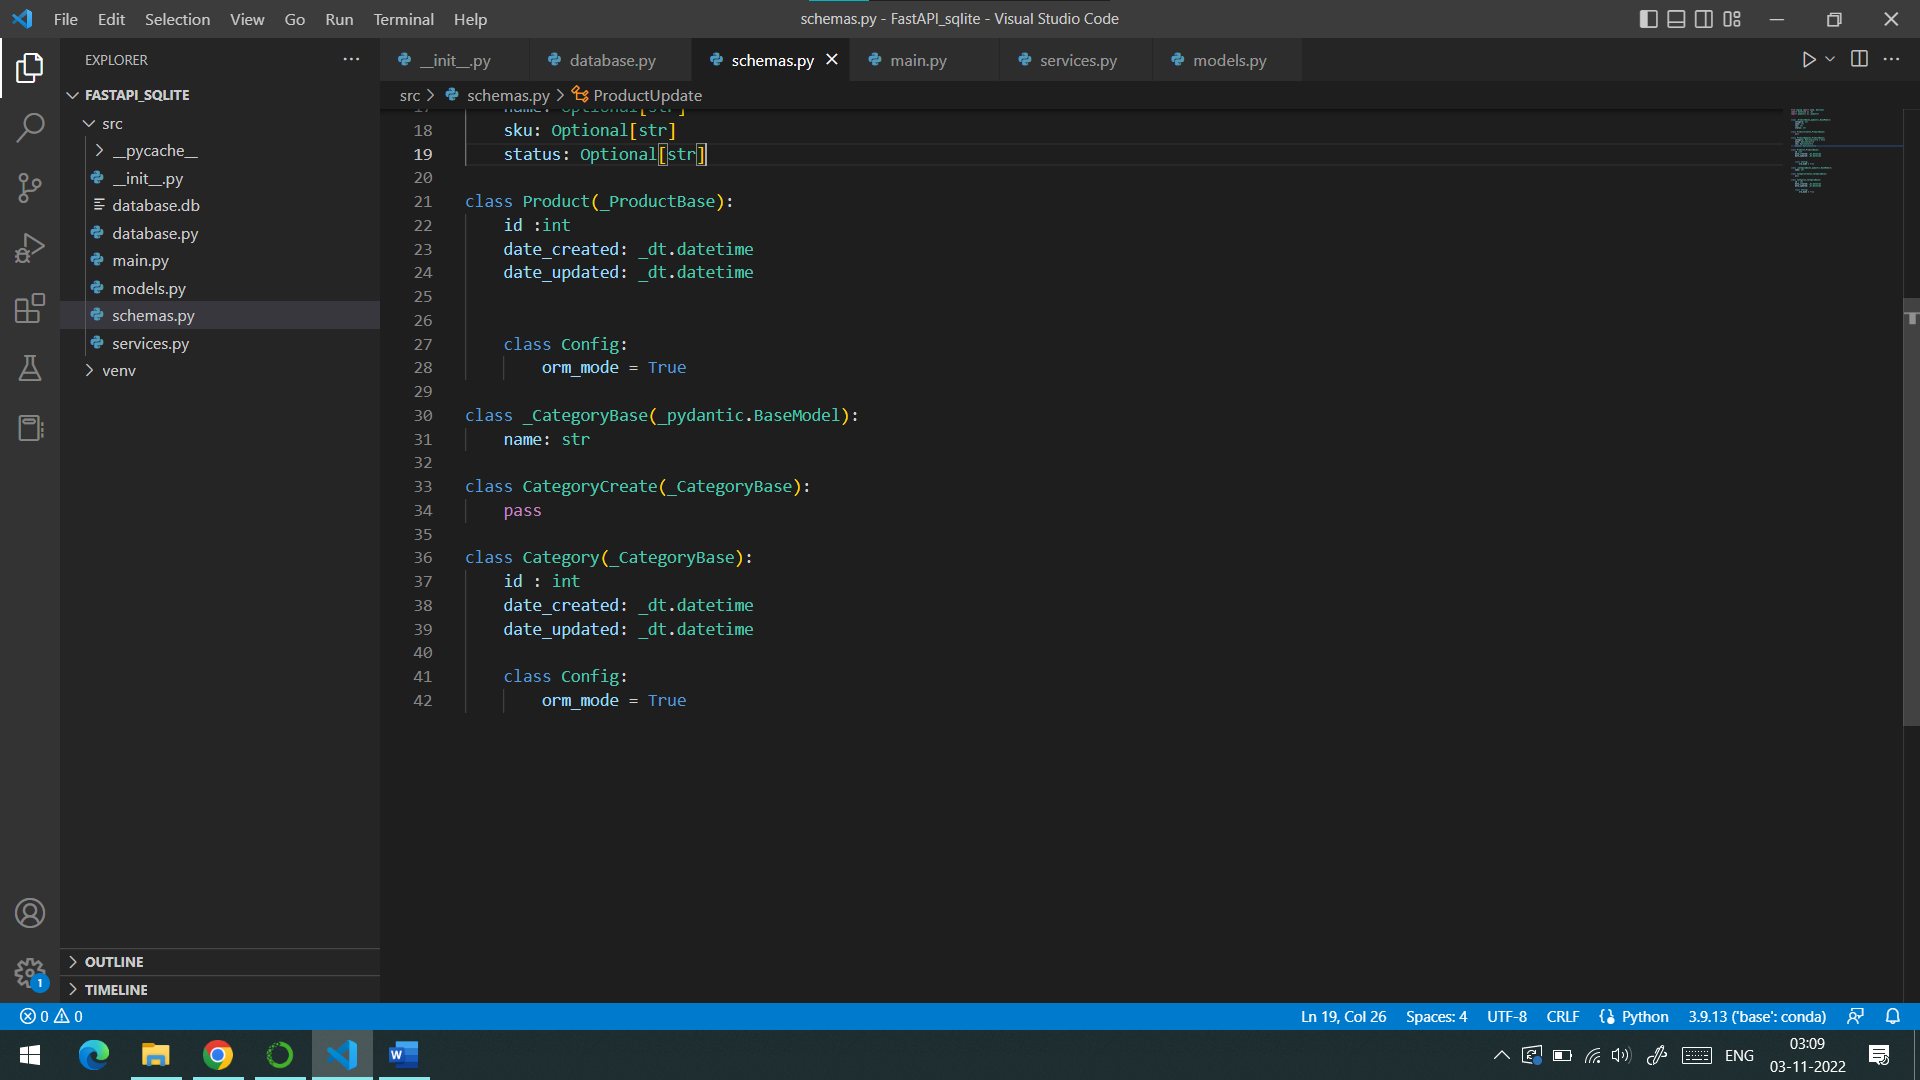 File Edit Selection View Go Run Terminal Help
schemas.py - FastAPI_sqlite - Visual Studio Code
EXPLORER
__init__.py
database.py
schemas.py
main.py
services.py
models.py
FASTAPI_SQLITE
src
__pycache__
__init__.py
database.db
database.py
main.py
models.py
schemas.py
services.py
venv
OUTLINE
TIMELINE
src > schemas.py > ProductUpdate
17 name: Optional[str]
18 sku: Optional[str]
19 status: Optional[str]
20
21 class Product(_ProductBase):
22 id :int
23 date_created: _dt.datetime
24 date_updated: _dt.datetime
25
26
27 class Config:
28 orm_mode = True
29
30 class _CategoryBase(_pydantic.BaseModel):
31 name: str
32
33 class CategoryCreate(_CategoryBase):
34 pass
35
36 class Category(_CategoryBase):
37 id : int
38 date_created: _dt.datetime
39 date_updated: _dt.datetime
40
41 class Config:
42 orm_mode = True
1
0 0
Ln 19, Col 26 Spaces: 4 UTF-8 CRLF Python 3.9.13 ('base': conda)
W
ENG
03:09
03-11-2022